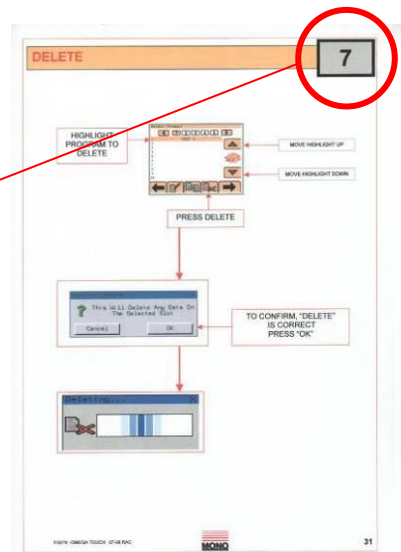 DELETE
7
HIGHLIGHT
PROGRAM TO
DELETE
MOVE HIGHLIGHT UP
MOVE HIGHLIGHT DOWN
PRESS DELETE
This Will Delete Any Data In
The Selected Slot
Cancel
OK
TO CONFIRM, "DELETE"
IS CORRECT
PRESS "OK"
Deleting...
MONO
31